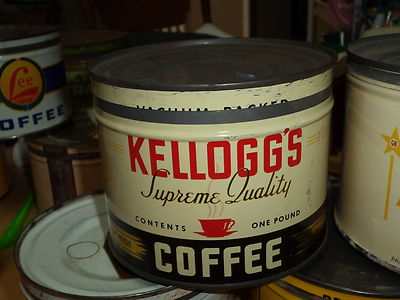 VACUUM PACKED
KELLOGG'S
Supreme Quality
CONTENTS ONE POUND
COFFEE
Lee
COFFEE